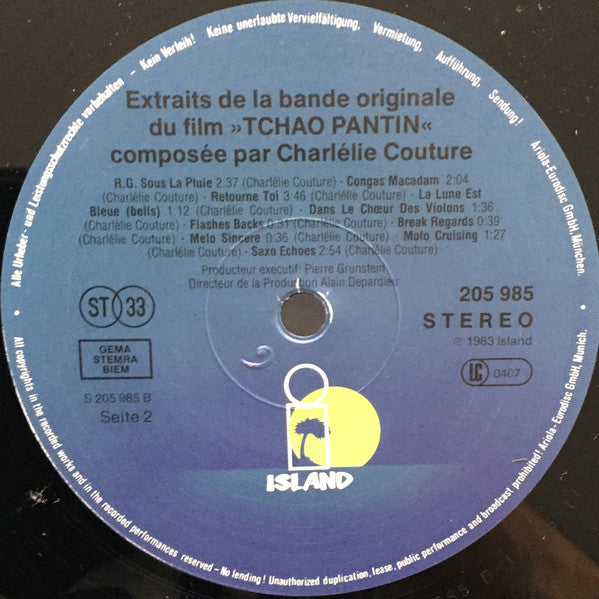 Alle Urheber- und Leistungsschutzrechte vorbehalten - Kein Verleih! Keine unerlaubte Vervielfältigung, Vermietung, Aufführung, Sendung! Ariola-Eurodisc GmbH, München.
Extraits de la bande originale
du film »TCHAO PANTIN«
composée par Charlélie Couture
R.G. Sous La Pluie 2:37 (Charlélie Couture) · Congas Macadam 2:04
(Charlélie Couture) · Retourne Toi 3:46 (Charlélie Couture) · La Lune Est
Bleue (bells) 1:12 (Charlélie Couture) · Dans Le Chœur Des Violons 1:36
(Charlélie Couture) · Flashes Backs 0:31 (Charlélie Couture) · Break Regards 0:39
(Charlélie Couture) · Melo Sincere 0:36 (Charlélie Couture) · Moto Cruising 1:27
(Charlélie Couture) · Saxo Echoes 2:54 (Charlélie Couture)
Producteur executif: Pierre Grunstein
Directeur de la Production Alain Depardieu
ST 33
205 985
STEREO
℗ 1983 Island
GEMA
STEMRA
BIEM
LC 0407
S 205 985 B
Seite 2
ISLAND
All copyrights in the recorded works and in the recorded performances reserved - No lending! Unauthorized duplication, lease, public performance and broadcast prohibited! Ariola-Eurodisc GmbH, Munich.